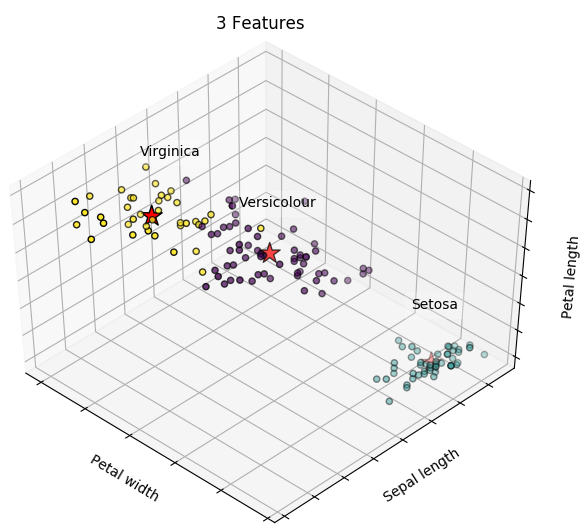 3 Features
Virginica
Versicolour
Setosa
Petal length
Petal width
Sepal length